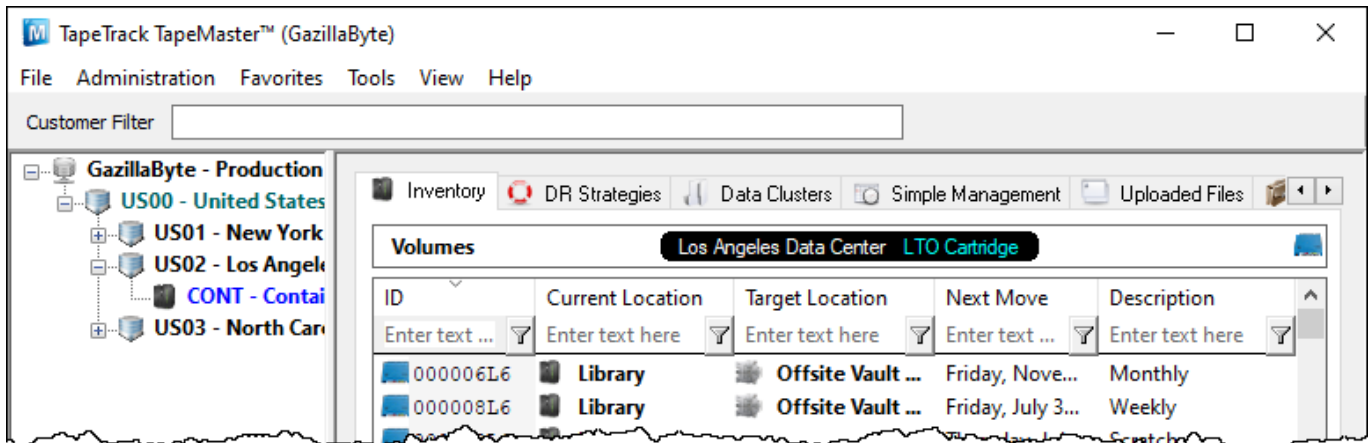 TapeTrack TapeMaster™ (GazillaByte)
File Administration Favorites Tools View Help
Customer Filter
GazillaByte - Production
US00 - United States
US01 - New York
US02 - Los Angele
CONT - Contai
US03 - North Car
Inventory DR Strategies Data Clusters Simple Management Uploaded Files
Volumes Los Angeles Data Center LTO Cartridge
ID Current Location Target Location Next Move Description
Enter text ... Enter text here Enter text here Enter text ... Enter text here
000006L6 Library Offsite Vault ... Friday, Nove... Monthly
000008L6 Library Offsite Vault ... Friday, July 3... Weekly